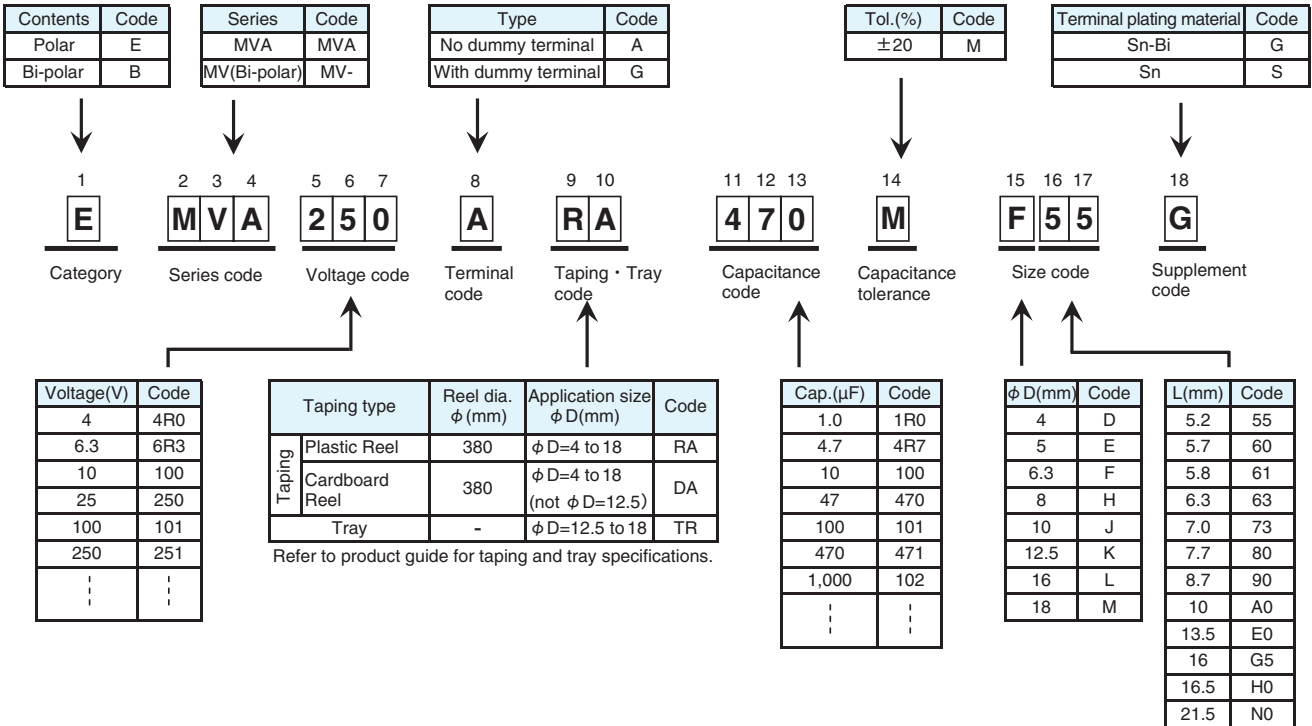 Contents Code
Polar E
Bi-polar B
Series Code
MVA MVA
MV(Bi-polar) MV-
Type Code
No dummy terminal A
With dummy terminal G
Tol.(%) Code
±20 M
Terminal plating material Code
Sn-Bi G
Sn S
1 2 3 4 5 6 7 8 9 10 11 12 13 14 15 16 17 18
E M V A 2 5 0 A R A 4 7 0 M F 5 5 G
Category
Series code
Voltage code
Terminal
code
Taping・Tray
code
Capacitance
code
Capacitance
tolerance
Size code
Supplement
code
Voltage(V) Code
4 4R0
6.3 6R3
10 100
25 250
100 101
250 251
Taping type Reel dia. φ(mm) Application size φD(mm) Code
Taping
Plastic Reel 380 φD=4 to 18 RA
Cardboard Reel 380 φD=4 to 18 (not φD=12.5) DA
Tray - φD=12.5 to 18 TR
Refer to product guide for taping and tray specifications.
Cap.(µF) Code
1.0 1R0
4.7 4R7
10 100
47 470
100 101
470 471
1,000 102
φD(mm) Code
4 D
5 E
6.3 F
8 H
10 J
12.5 K
16 L
18 M
L(mm) Code
5.2 55
5.7 60
5.8 61
6.3 63
7.0 73
7.7 80
8.7 90
10 A0
13.5 E0
16 G5
16.5 H0
21.5 N0